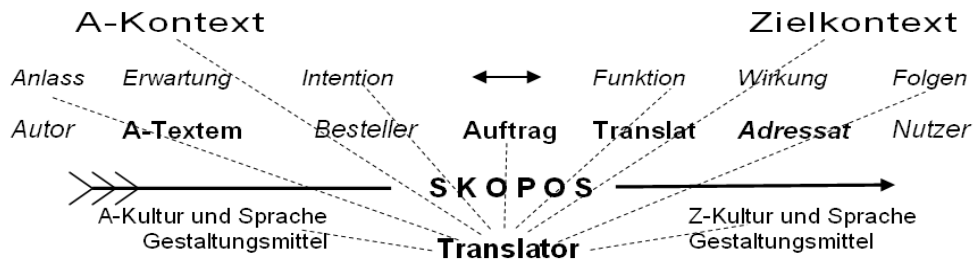 A-Kontext Zielkontext
Anlass Erwartung Intention Funktion Wirkung Folgen
Autor A-Textem Besteller Auftrag Translat Adressat Nutzer
SKOPOS
A-Kultur und Sprache Z-Kultur und Sprache
Gestaltungsmittel Translator Gestaltungsmittel